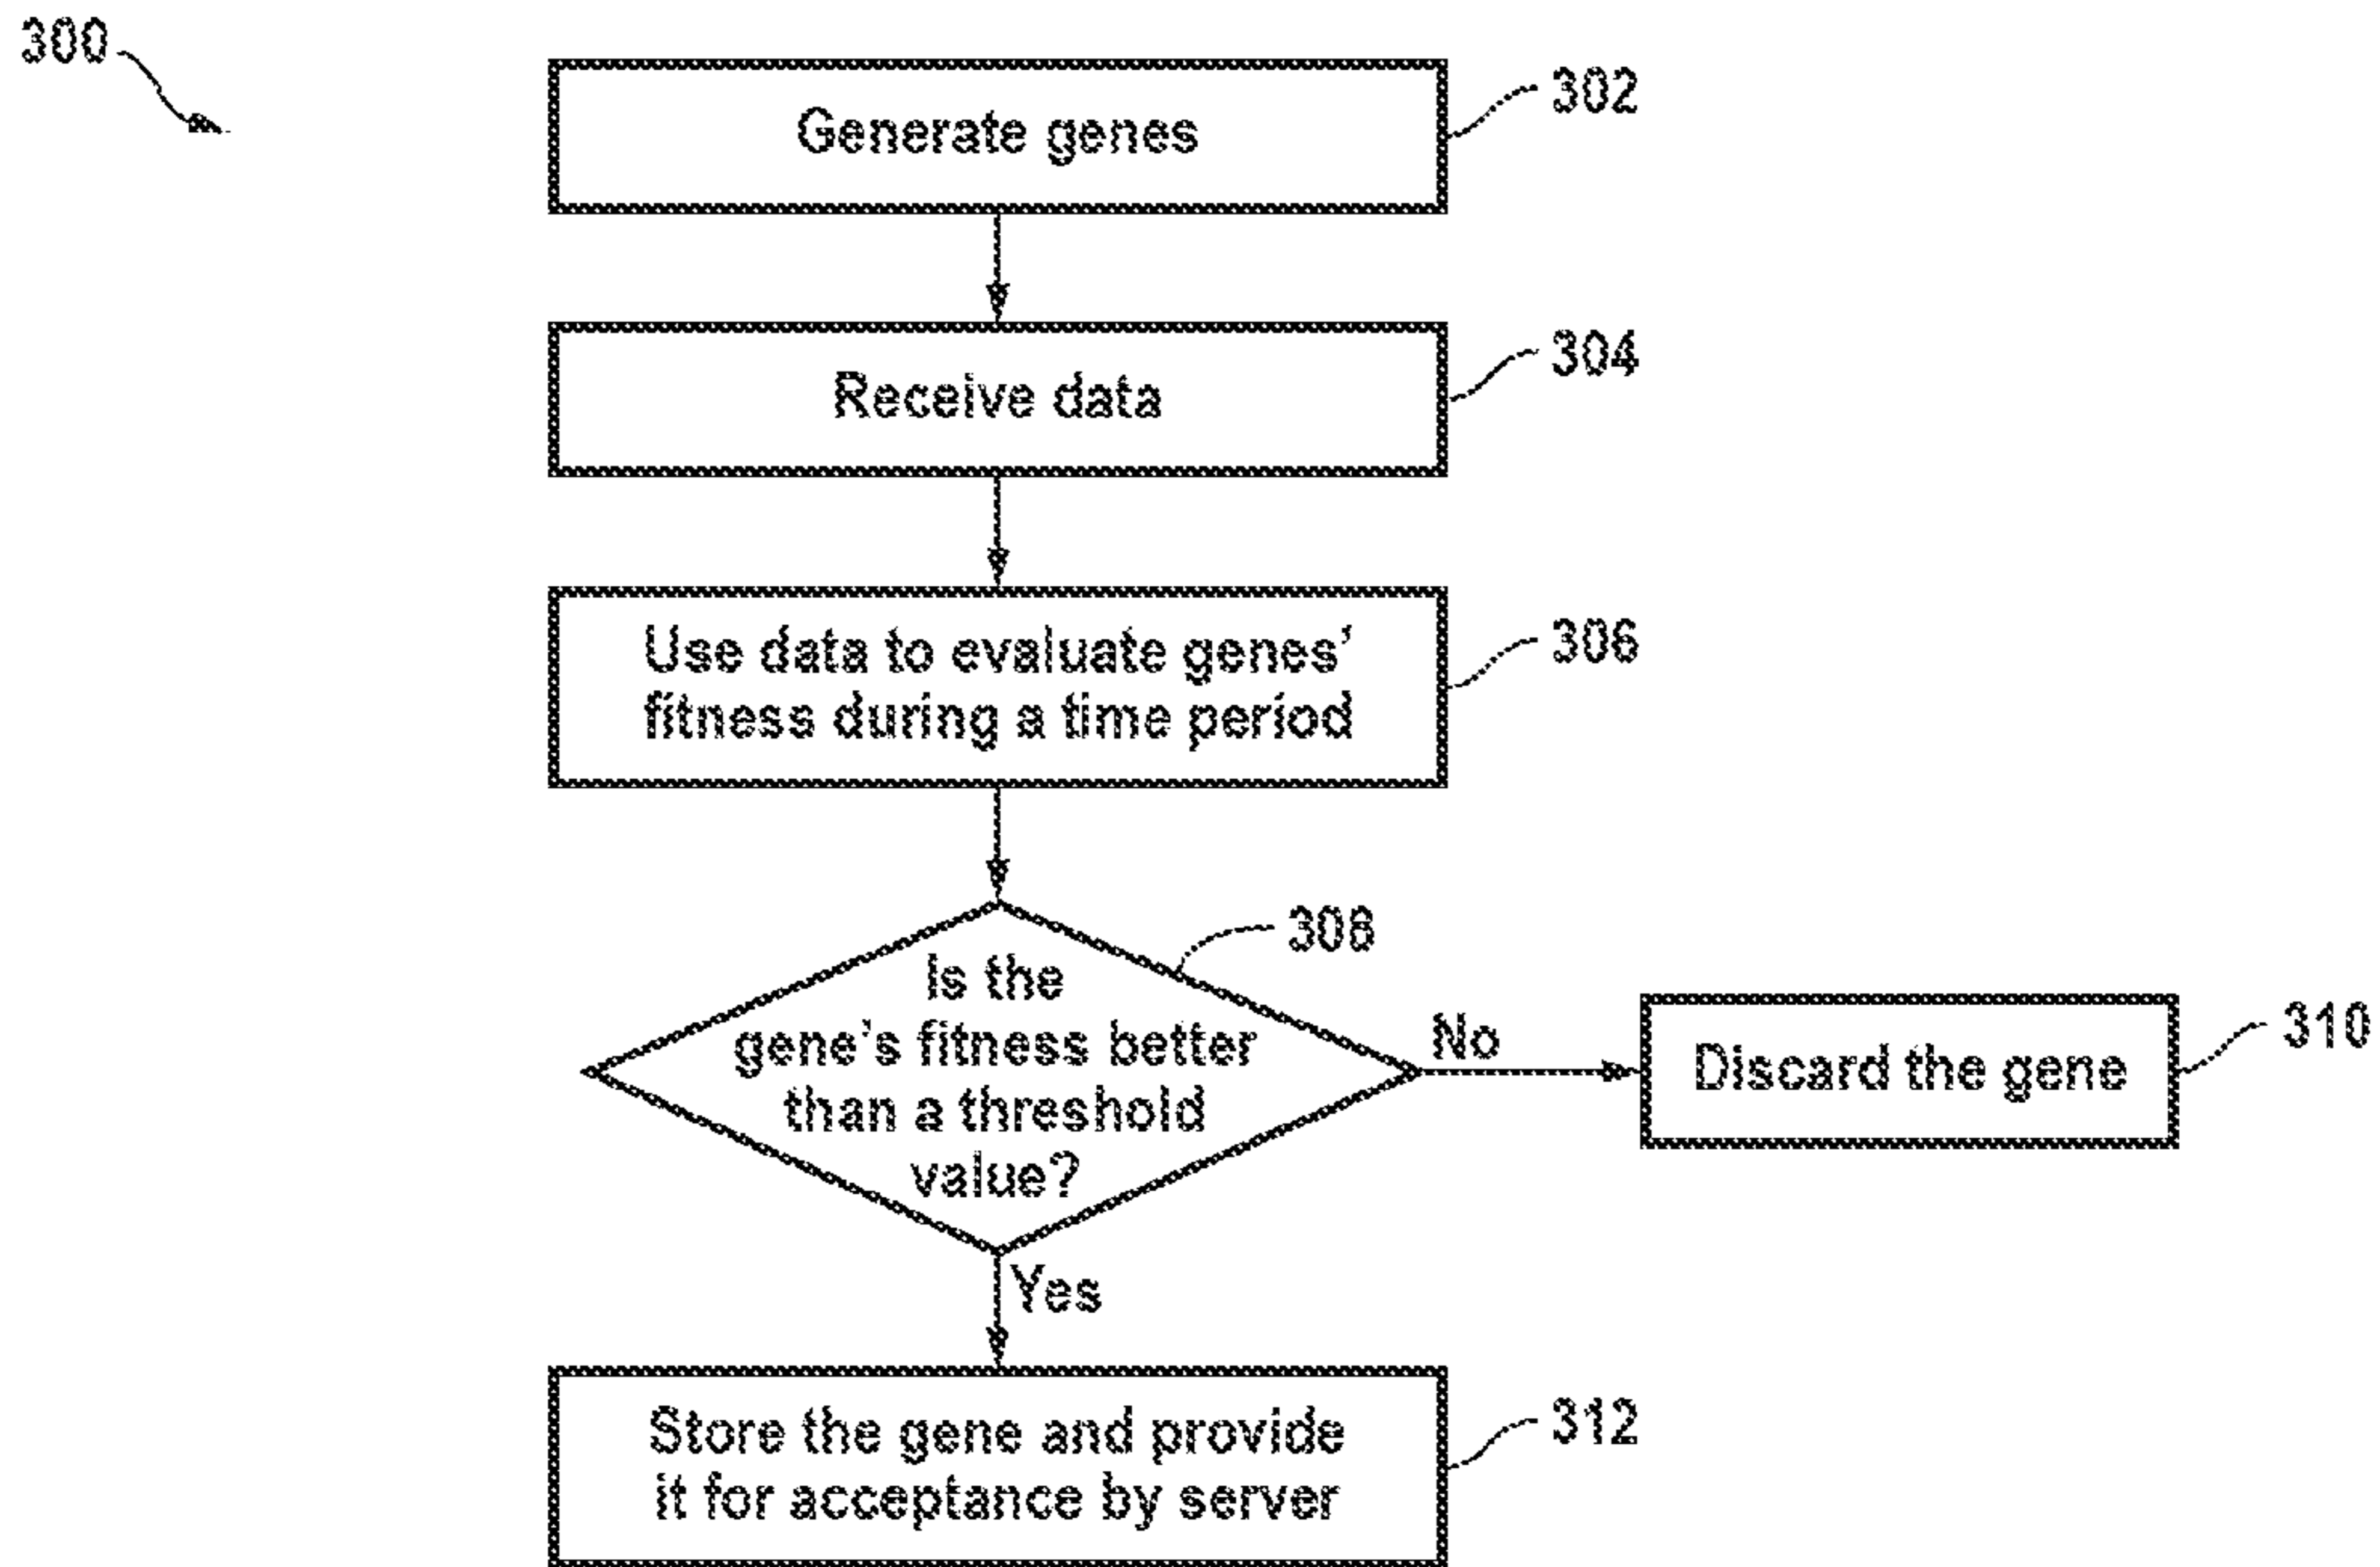 300
Generate genes
302
Receive data
304
Use data to evaluate genes'
fitness during a time period
306
308
Is the
gene's fitness better
than a threshold
value?
No
Discard the gene
310
Yes
Store the gene and provide
it for acceptance by server
312